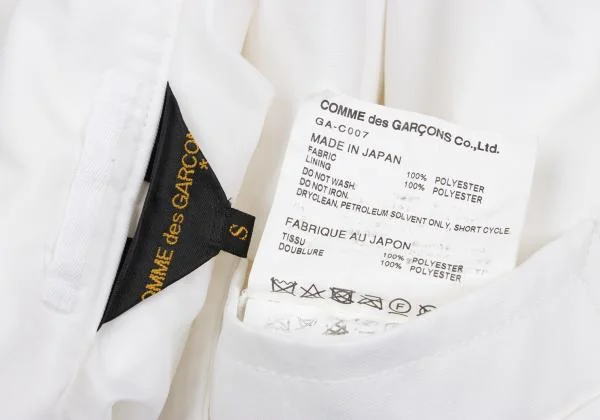 COMME des GARÇONS
*
S
COMME des GARÇONS Co.,Ltd.
GA-C007
MADE IN JAPAN
FABRIC 100% POLYESTER
LINING 100% POLYESTER
DO NOT WASH.
DO NOT IRON.
DRYCLEAN, PETROLEUM SOLVENT ONLY, SHORT CYCLE.
FABRIQUE AU JAPON
TISSU 100% POLYESTER
DOUBLURE 100% POLYESTER
F